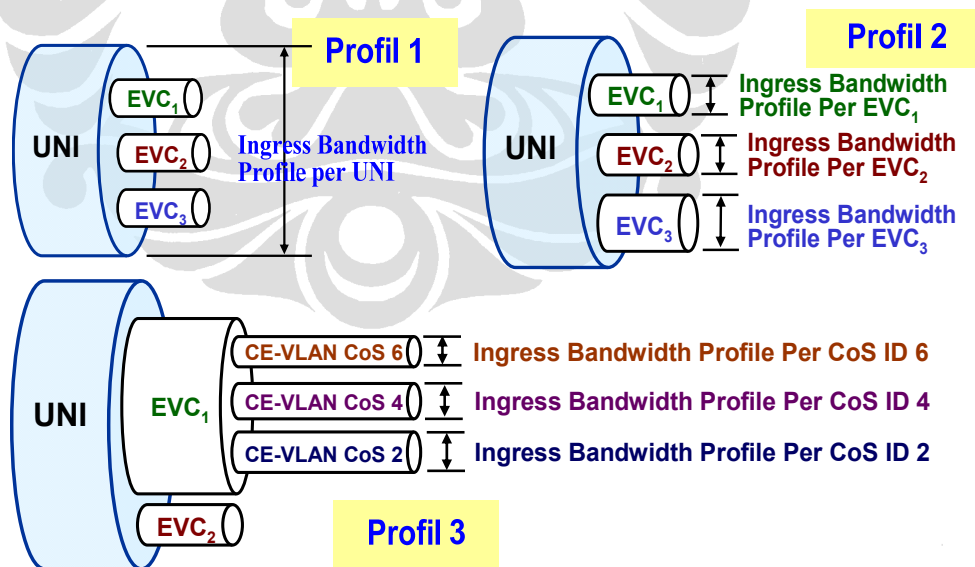 Profil 1
UNI
EVC1
EVC2
EVC3
Ingress Bandwidth
Profile per UNI
Profil 2
UNI
EVC1
EVC2
EVC3
Ingress Bandwidth
Profile Per EVC1
Ingress Bandwidth
Profile Per EVC2
Ingress Bandwidth
Profile Per EVC3
UNI
EVC1
CE-VLAN CoS 6
Ingress Bandwidth Profile Per CoS ID 6
CE-VLAN CoS 4
Ingress Bandwidth Profile Per CoS ID 4
CE-VLAN CoS 2
Ingress Bandwidth Profile Per CoS ID 2
EVC2
Profil 3